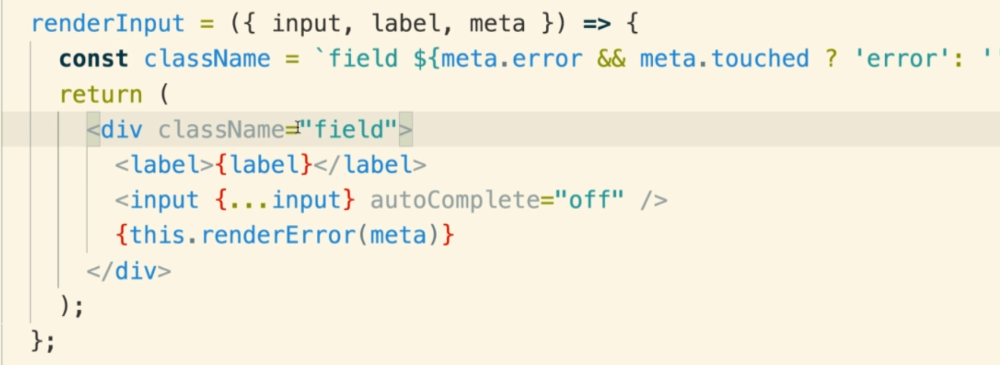 renderInput = ({ input, label, meta }) => {
const className = `field ${meta.error && meta.touched ? 'error': '
return (
<div className="field">
<label>{label}</label>
<input {...input} autoComplete="off" />
{this.renderError(meta)}
</div>
);
};